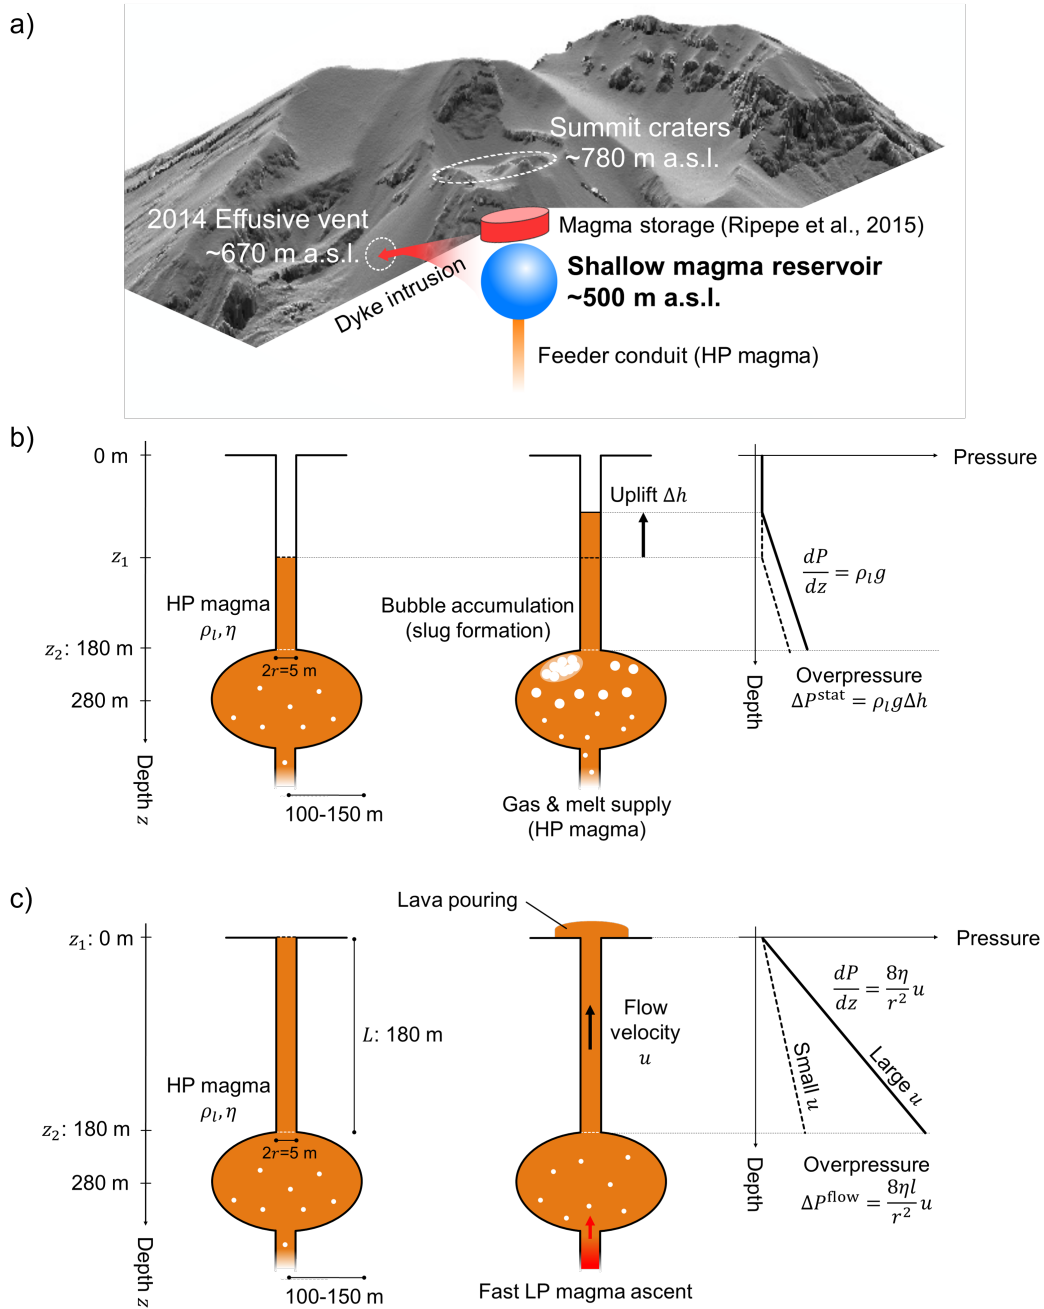 a)
Summit craters
~780 m a.s.l.
2014 Effusive vent
~670 m a.s.l.
Magma storage (Ripepe et al., 2015)
Shallow magma reservoir
~500 m a.s.l.
Dyke intrusion
Feeder conduit (HP magma)
b)
0 m
Pressure
Uplift Δh
z₁
dP/dz = ρₗg
HP magma
ρₗ, η
Bubble accumulation
(slug formation)
z₂: 180 m
2r=5 m
280 m
Overpressure
ΔPˢᵗᵃᵗ = ρₗgΔh
Depth
Depth z
100-150 m
Gas & melt supply
(HP magma)
c)
Lava pouring
z₁: 0 m
Pressure
dP/dz = 8η/r² u
L: 180 m
Flow
velocity
u
Small u
Large u
HP magma
ρₗ, η
z₂: 180 m
2r=5 m
280 m
Overpressure
ΔPᶠˡᵒʷ = 8ηl/r² u
Depth
Depth z
100-150 m
Fast LP magma ascent